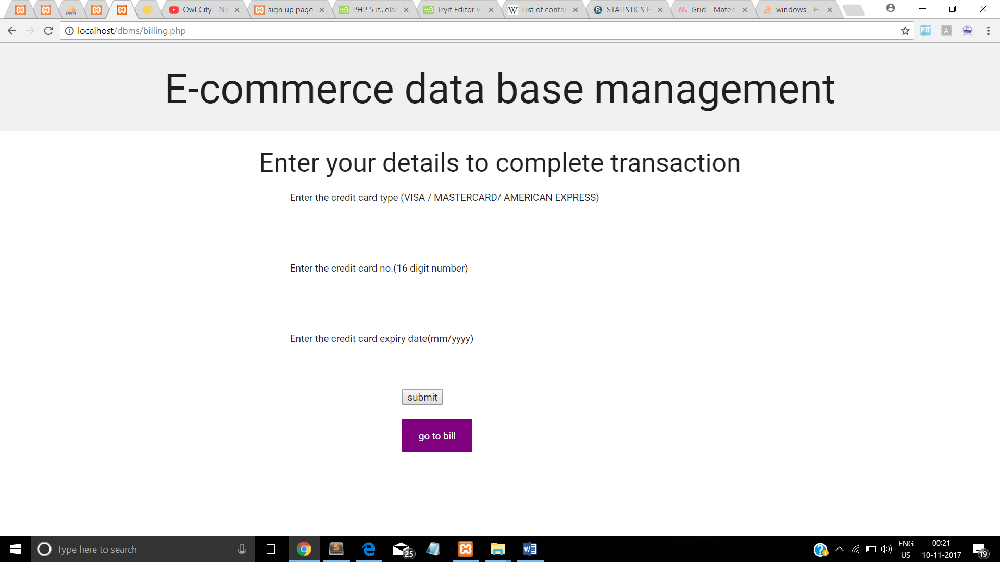 Owl City - No
sign up page
PHP 5 if...else
Tryit Editor v
List of contai
STATISTICS F
Grid - Materi
windows - H
localhost/dbms/billing.php
FST
A
PMA
E-commerce data base management
Enter your details to complete transaction
Enter the credit card type (VISA / MASTERCARD/ AMERICAN EXPRESS)
Enter the credit card no.(16 digit number)
Enter the credit card expiry date(mm/yyyy)
submit
go to bill
Type here to search
25
ENG
US
00:21
10-11-2017
19